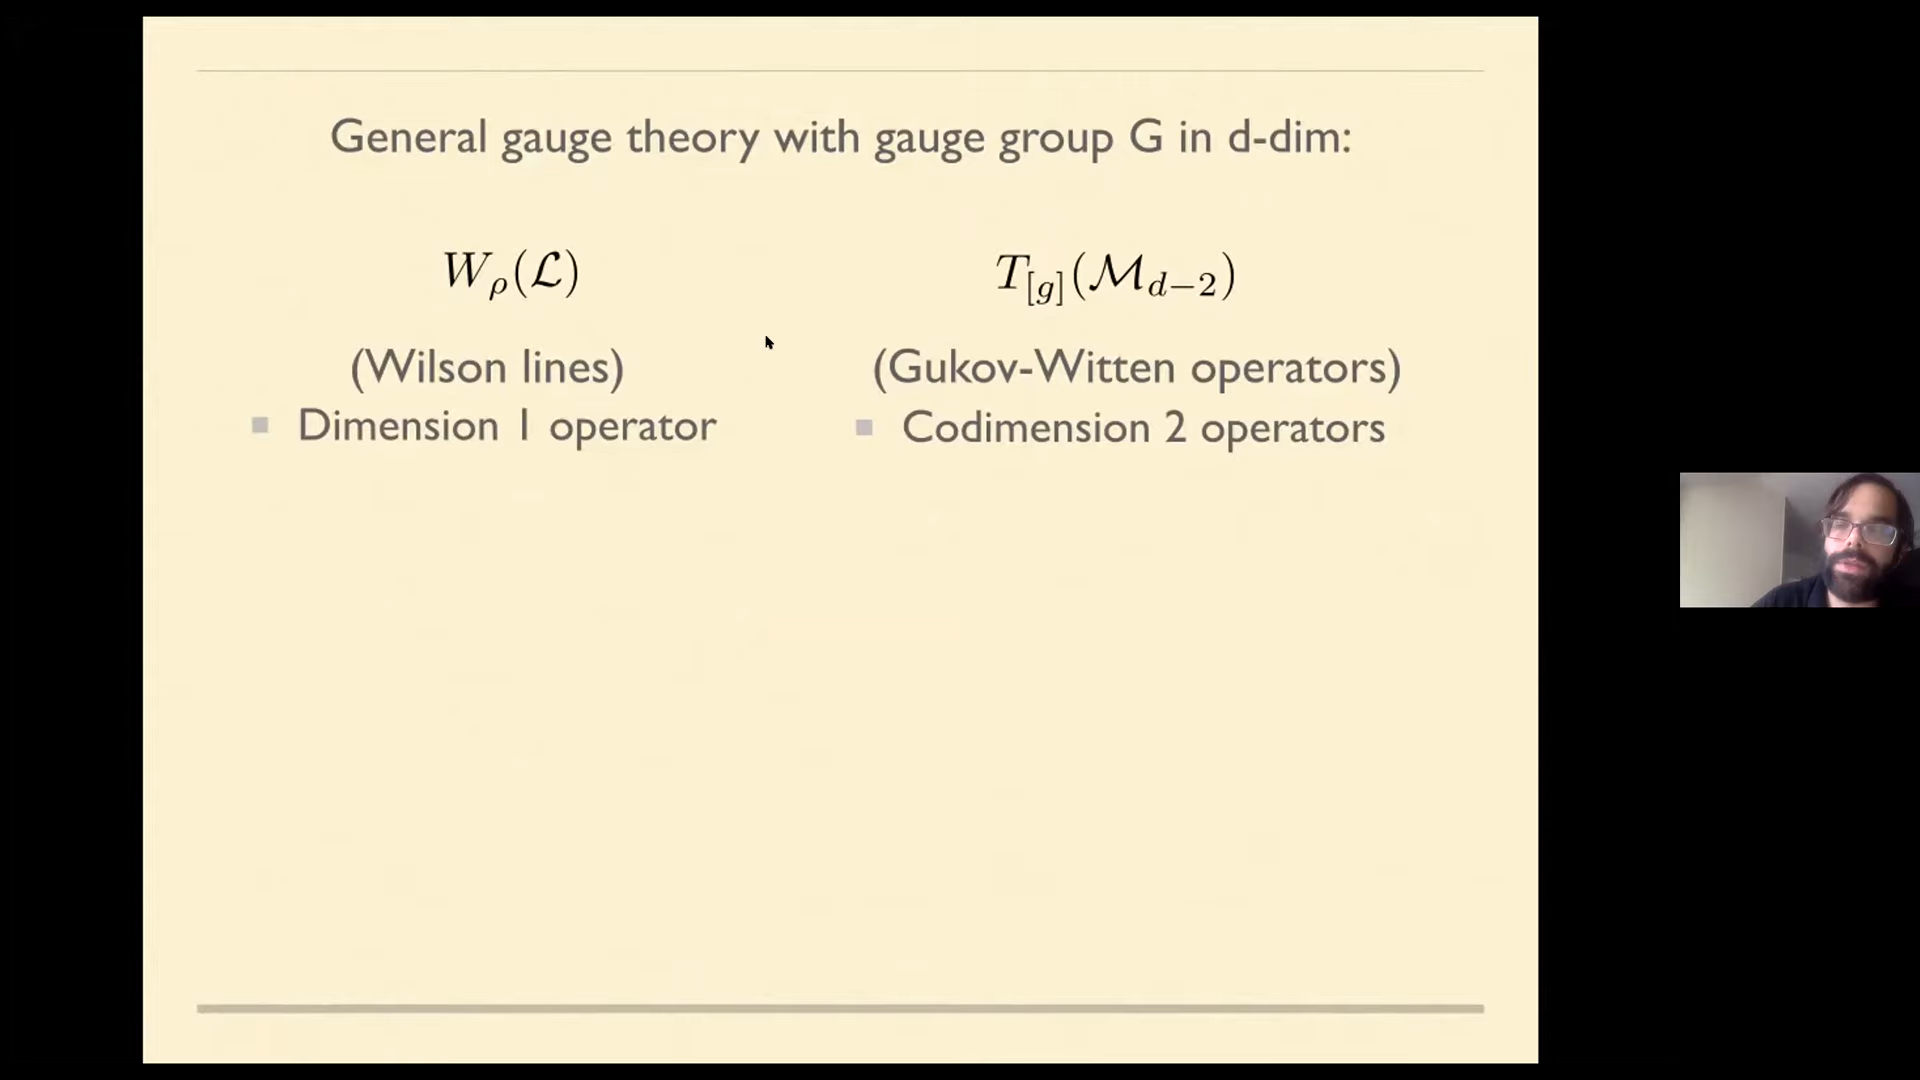 General gauge theory with gauge group G in d-dim:
W_ρ(ℒ)
T_{[g]}(ℳ_{d−2})
(Wilson lines)
(Gukov-Witten operators)
▪ Dimension 1 operator
▪ Codimension 2 operators